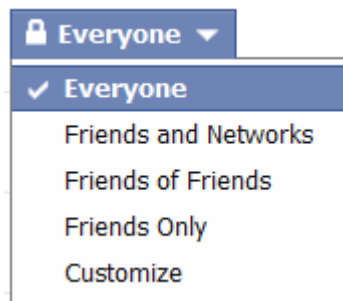 Everyone
Everyone
Friends and Networks
Friends of Friends
Friends Only
Customize